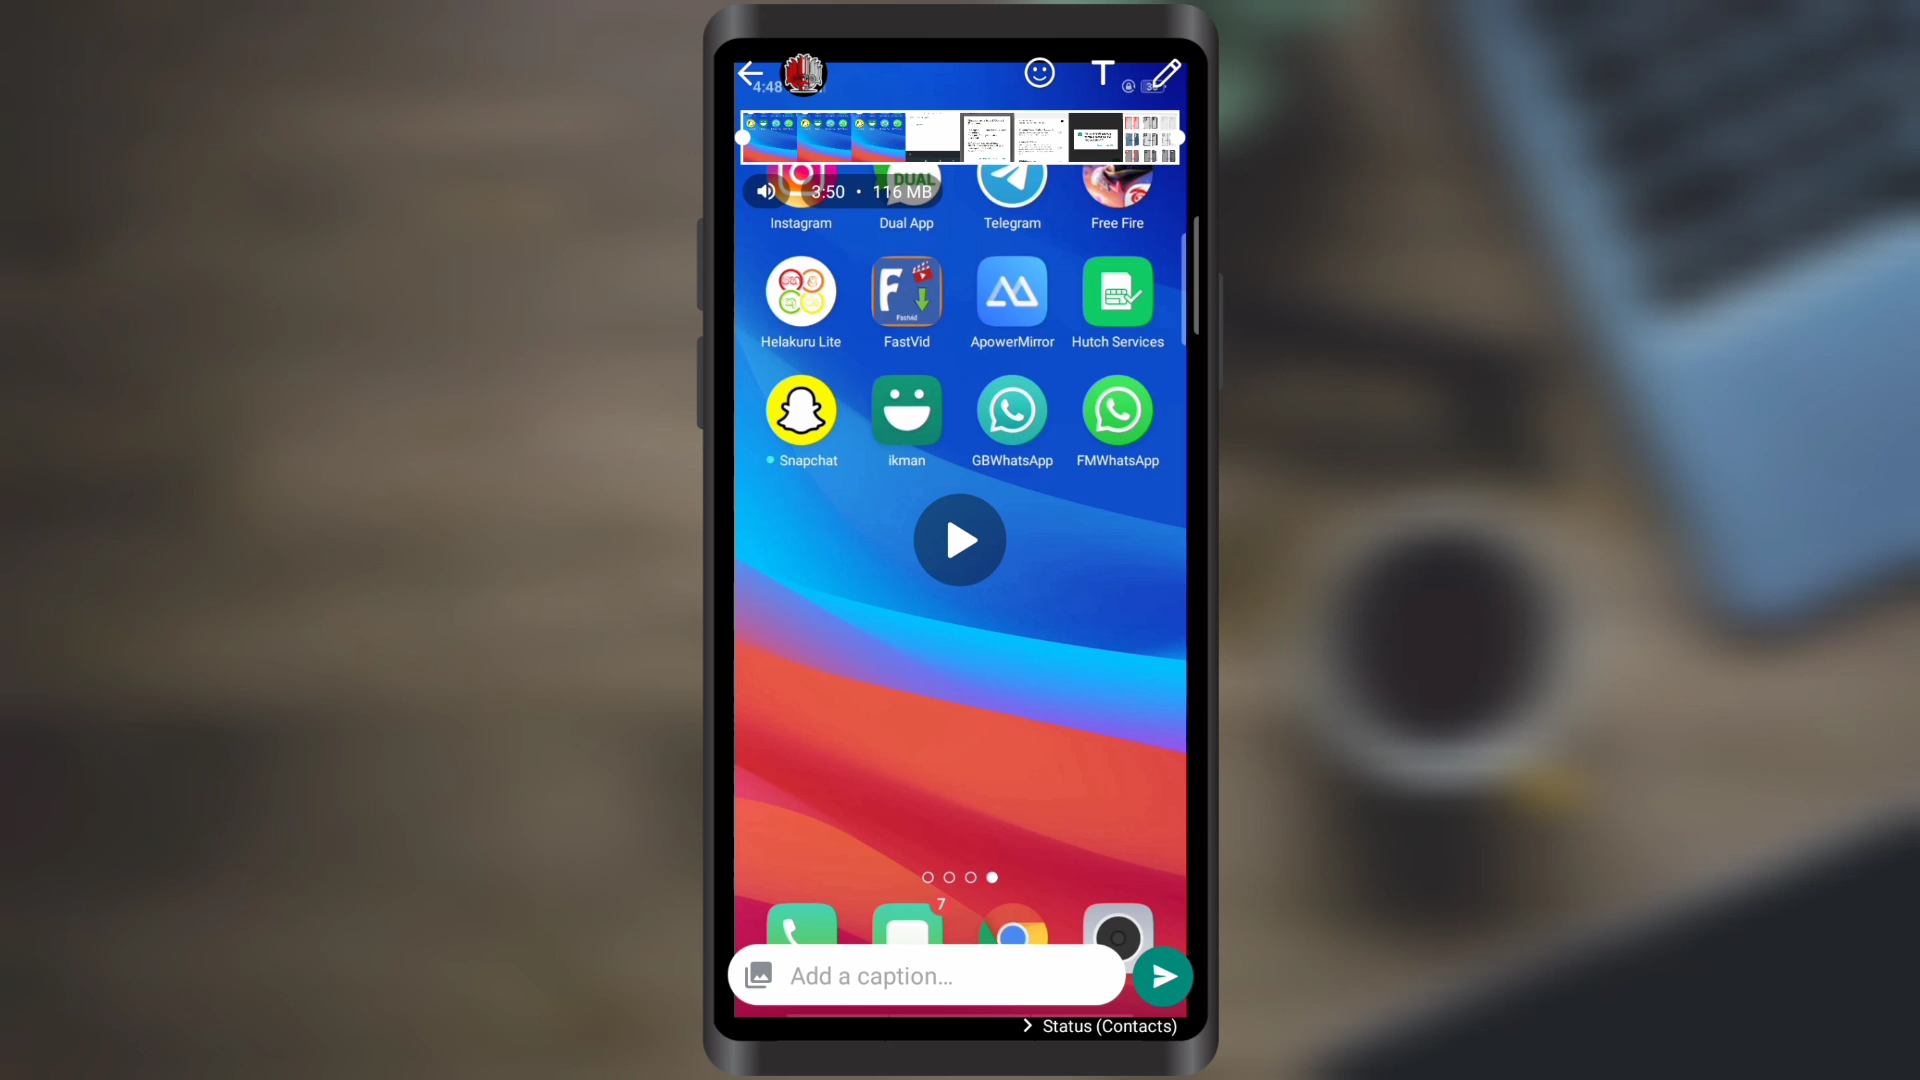 4:48
3:50 • 116 MB
DUAL
Instagram
Dual App
Telegram
Free Fire
F
Fastvid
Helakuru Lite
FastVid
ApowerMirror
Hutch Services
Snapchat
ikman
GBWhatsApp
FMWhatsApp
7
Add a caption...
Status (Contacts)